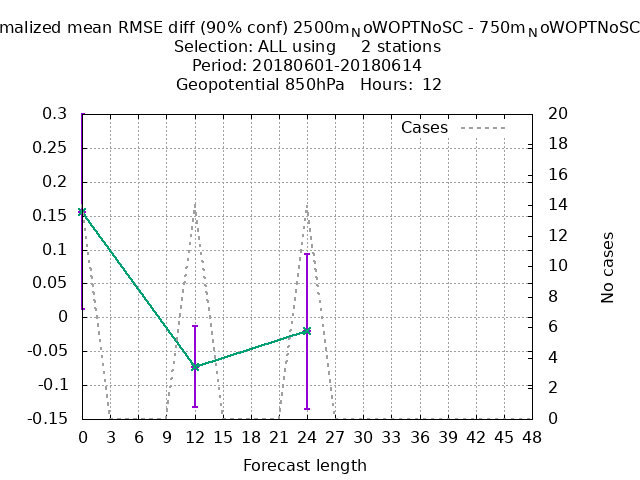 malized mean RMSE diff (90% conf) 2500m_NoWOPTNoSC - 750m_NoWOPTNoSC
Selection: ALL using 2 stations
Period: 20180601-20180614
Geopotential 850hPa Hours: 12
Cases
0.3
0.25
0.2
0.15
0.1
0.05
0
-0.05
-0.1
-0.15
20
18
16
14
12
10
8
6
4
2
0
No cases
0 3 6 9 12 15 18 21 24 27 30 33 36 39 42 45 48
Forecast length